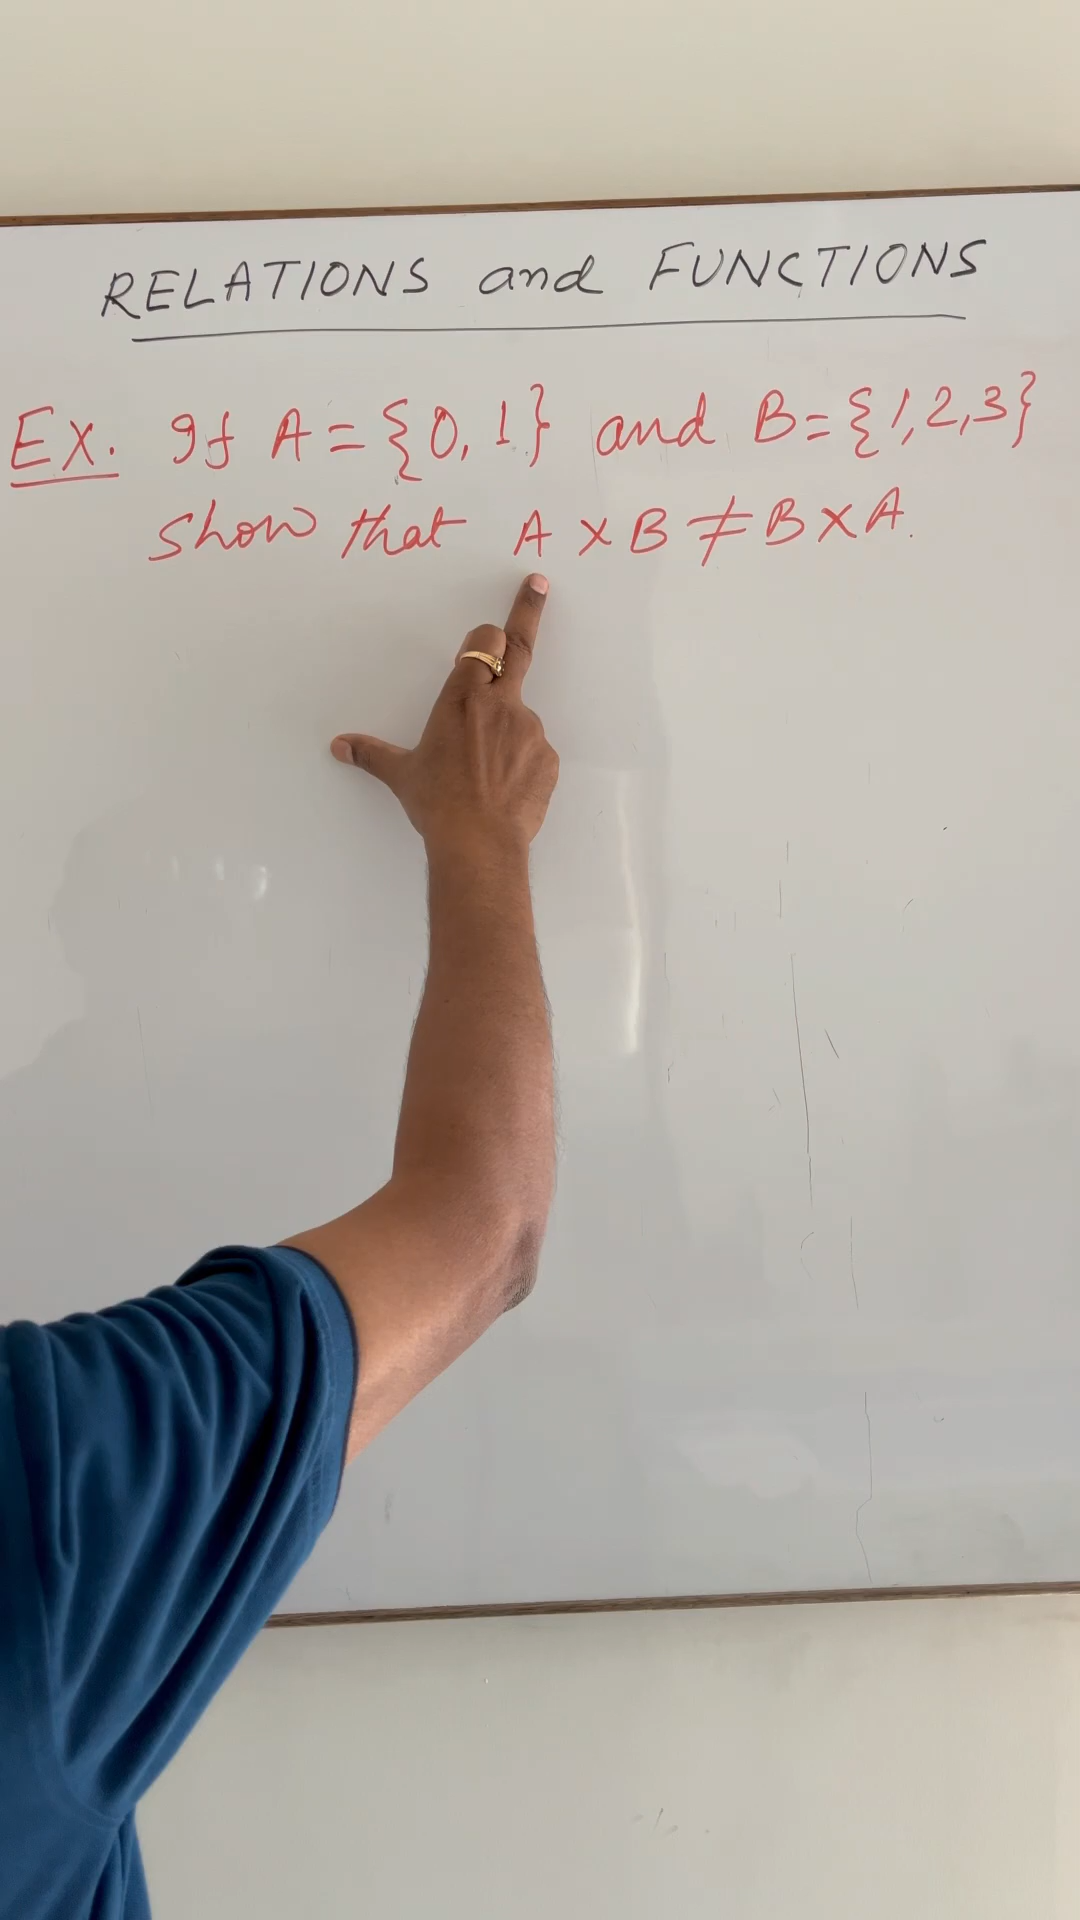 RELATIONS and FUNCTIONS
Ex. If A = {0, 1} and B = {1, 2, 3}
show that A × B ≠ B × A.